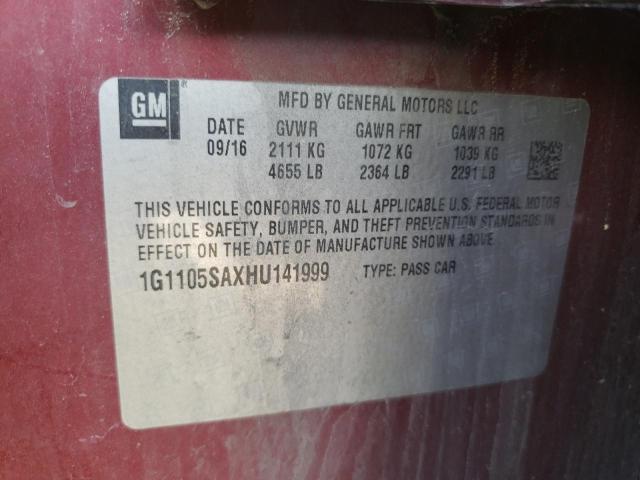 GM
MFD BY GENERAL MOTORS LLC
DATE GVWR GAWR FRT GAWR RR
09/16 2111 KG 1072 KG 1039 KG
4655 LB 2364 LB 2291 LB
THIS VEHICLE CONFORMS TO ALL APPLICABLE U.S. FEDERAL MOTOR
VEHICLE SAFETY, BUMPER, AND THEFT PREVENTION STANDARDS IN
EFFECT ON THE DATE OF MANUFACTURE SHOWN ABOVE.
1G1105SAXHU141999 TYPE: PASS CAR